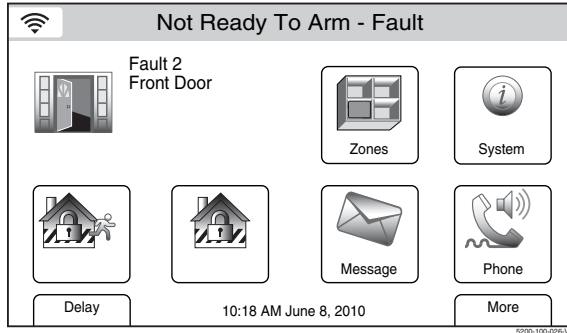 Not Ready To Arm - Fault
Fault 2
Front Door
i
Zones
System
Message
Phone
Delay
10:18 AM June 8, 2010
More